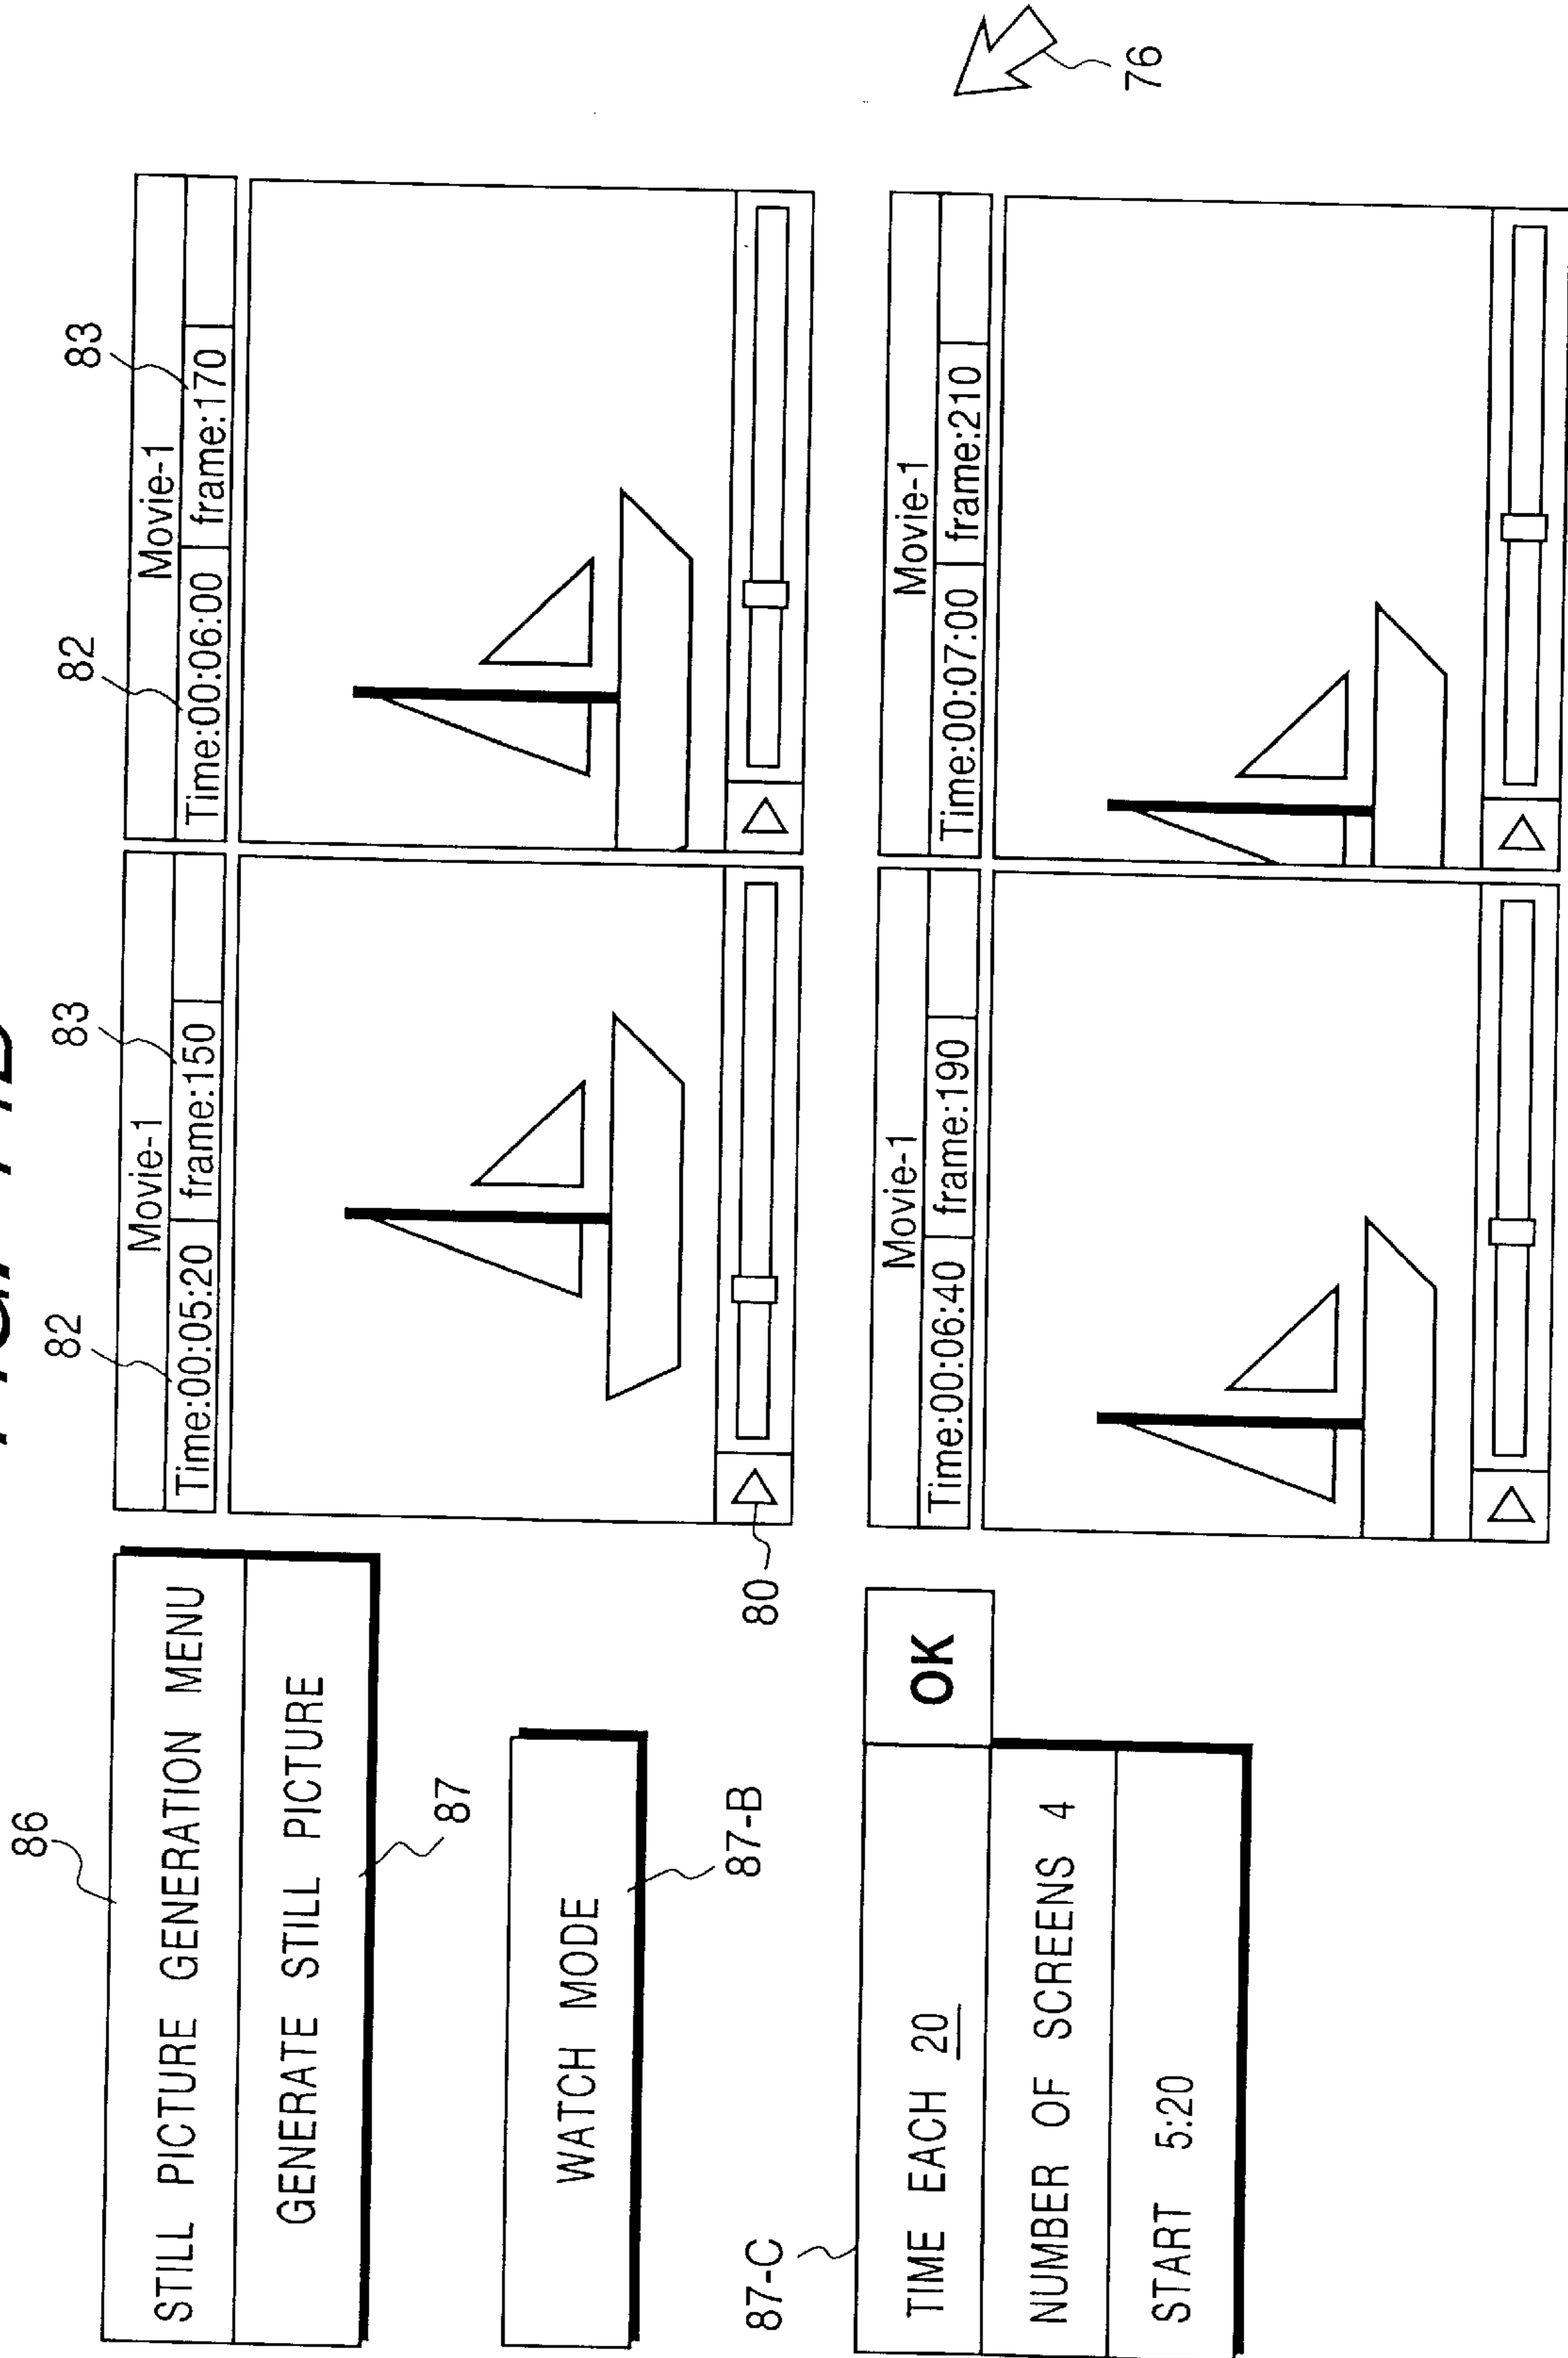 86
STILL PICTURE GENERATION MENU
GENERATE STILL PICTURE
87
WATCH MODE
87-B
87-C
TIME EACH 20
OK
NUMBER OF SCREENS 4
START 5:20
82
83
Movie-1
Time:00:05:20
frame:150
80
82
83
Movie-1
Time:00:06:00
frame:170
Movie-1
Time:00:06:40
frame:190
Movie-1
Time:00:07:00
frame:210
76